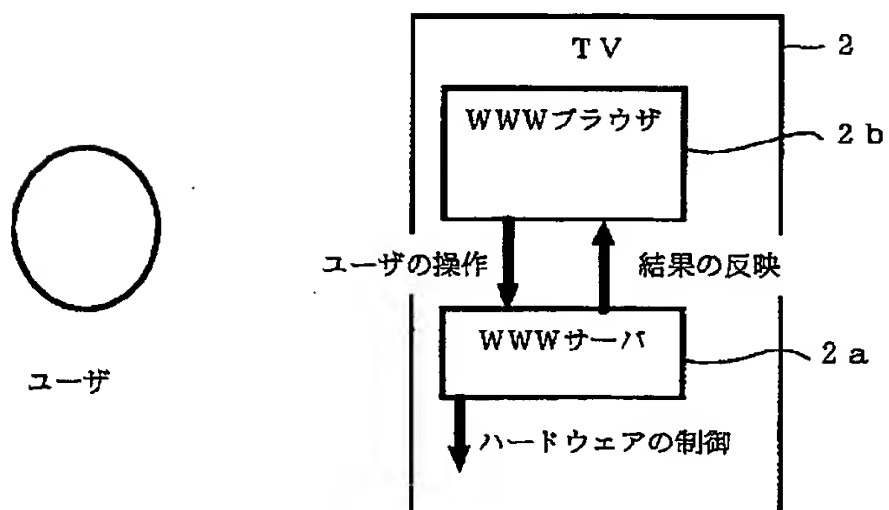 ＴＶ
２
ＷＷＷブラウザ
２ｂ
ユーザの操作
結果の反映
ＷＷＷサーバ
２ａ
ユーザ
ハードウェアの制御